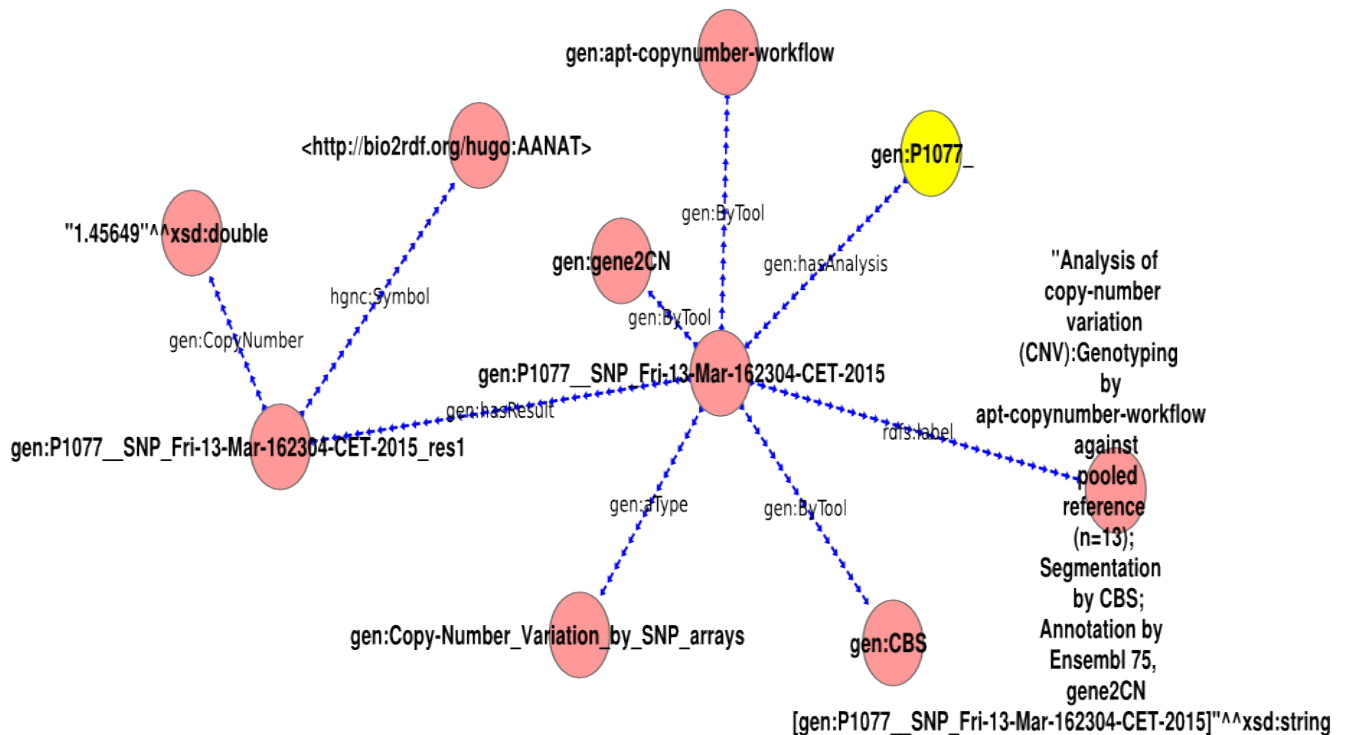 gen:apt-copynumber-workflow
<http://bio2rdf.org/hugo:AANAT>
gen:P1077_
gen:ByTool
"1.45649"^^xsd:double
gen:gene2CN
gen:hasAnalysis
hgnc:Symbol
gen:ByTool
gen:CopyNumber
gen:P1077__SNP_Fri-13-Mar-162304-CET-2015
gen:hasResult
rdfs:label
gen:P1077__SNP_Fri-13-Mar-162304-CET-2015_res1
gen:aType
gen:ByTool
gen:Copy-Number_Variation_by_SNP_arrays
gen:CBS
"Analysis of
copy-number
variation
(CNV):Genotyping
by
apt-copynumber-workflow
against
pooled
reference
(n=13);
Segmentation
by CBS;
Annotation by
Ensembl 75,
gene2CN
[gen:P1077__SNP_Fri-13-Mar-162304-CET-2015]"^^xsd:string